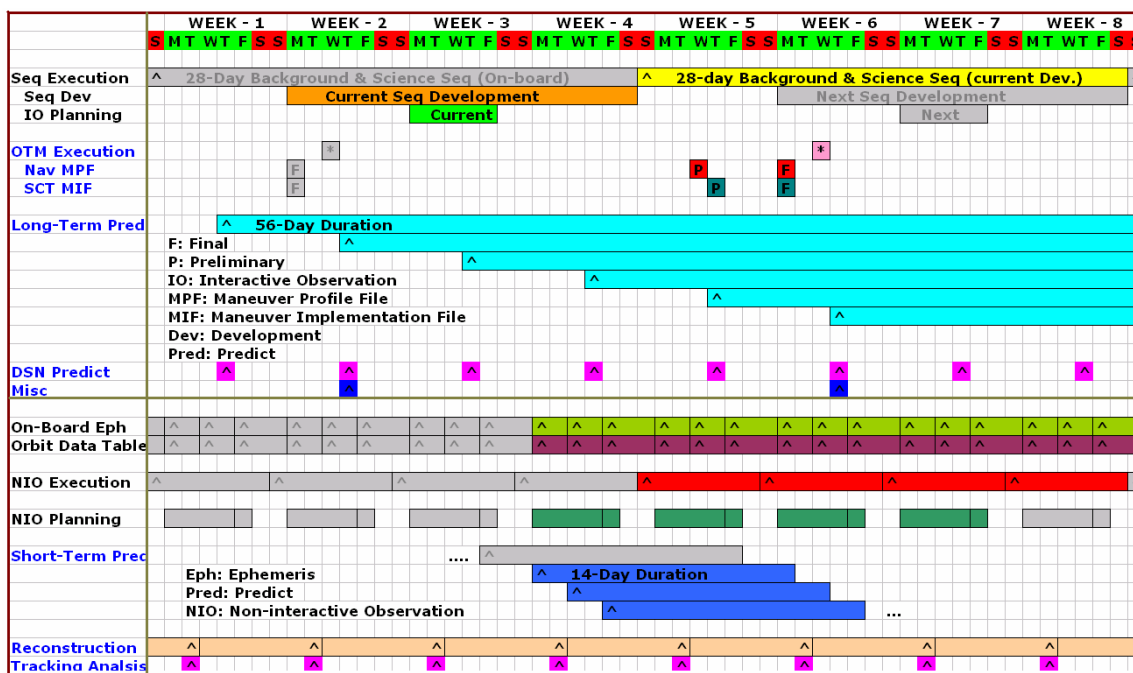 WEEK - 1 WEEK - 2 WEEK - 3 WEEK - 4 WEEK - 5 WEEK - 6 WEEK - 7 WEEK - 8
S M T W T F S S M T W T F S S M T W T F S S M T W T F S S M T W T F S S M T W T F S S M T W T F S S M T W T F S
Seq Execution ^ 28-Day Background & Science Seq (On-board) ^ 28-day Background & Science Seq (current Dev.)
Seq Dev Current Seq Development Next Seq Development
IO Planning Current Next
OTM Execution * *
Nav MPF F P F
SCT MIF F P F
Long-Term Pred ^ 56-Day Duration
F: Final ^
P: Preliminary ^
IO: Interactive Observation ^
MPF: Maneuver Profile File ^
MIF: Maneuver Implementation File ^
Dev: Development
Pred: Predict
DSN Predict ^ ^ ^ ^ ^ ^ ^ ^
Misc ^ ^
On-Board Eph ^ ^ ^ ^ ^ ^ ^ ^ ^ ^ ^ ^ ^ ^ ^ ^ ^ ^ ^ ^ ^ ^ ^ ^
Orbit Data Table ^ ^ ^ ^ ^ ^ ^ ^ ^ ^ ^ ^ ^ ^ ^ ^ ^ ^ ^ ^ ^ ^ ^ ^
NIO Execution ^ ^ ^ ^ ^ ^ ^ ^
NIO Planning
Short-Term Prec .... ^
Eph: Ephemeris ^ 14-Day Duration
Pred: Predict ^
NIO: Non-interactive Observation ^ ...
Reconstruction ^ ^ ^ ^ ^ ^ ^ ^
Tracking Analsis ^ ^ ^ ^ ^ ^ ^ ^